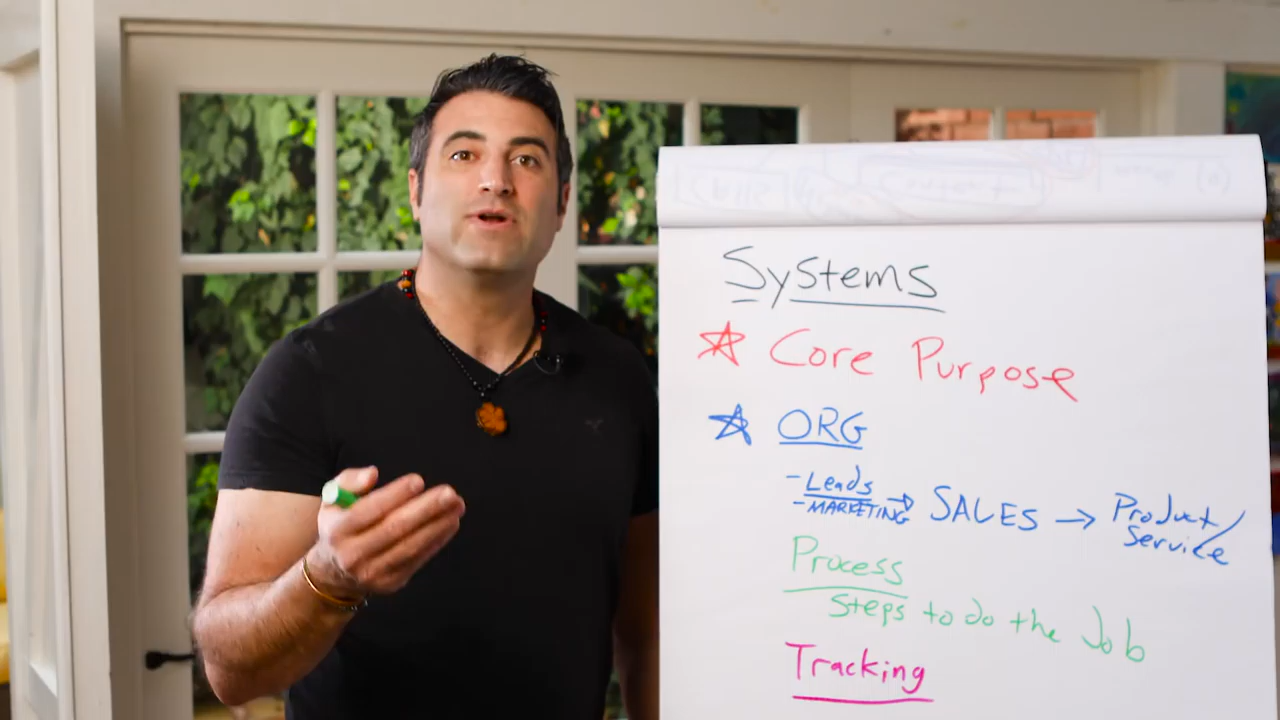 Systems
Core Purpose
ORG
- Leads
- MARKETING → SALES → Product/
Service
Process
Steps to do the Job
Tracking